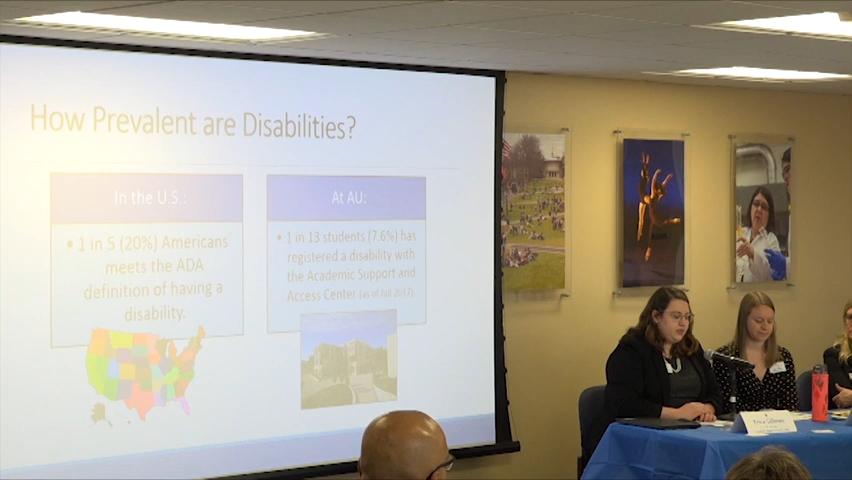 How Prevalent are Disabilities?
In the U.S.:
• 1 in 5 (20%) Americans
meets the ADA
definition of having a
disability.
At AU:
• 1 in 13 students (7.6%) has
registered a disability with
the Academic Support and
Access Center (as of Fall 2017).